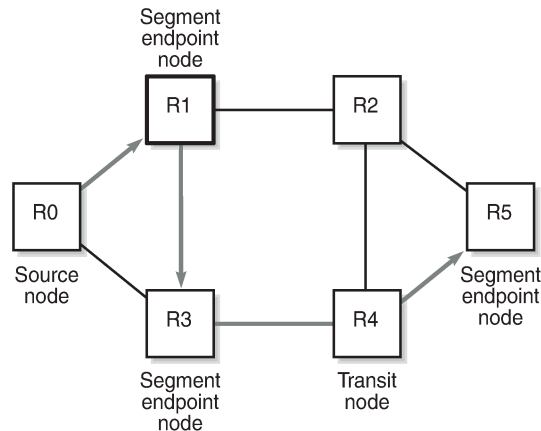 Segment
endpoint
node
R1
R2
R0
R5
Source
node
Segment
endpoint
node
R3
R4
Segment
endpoint
node
Transit
node